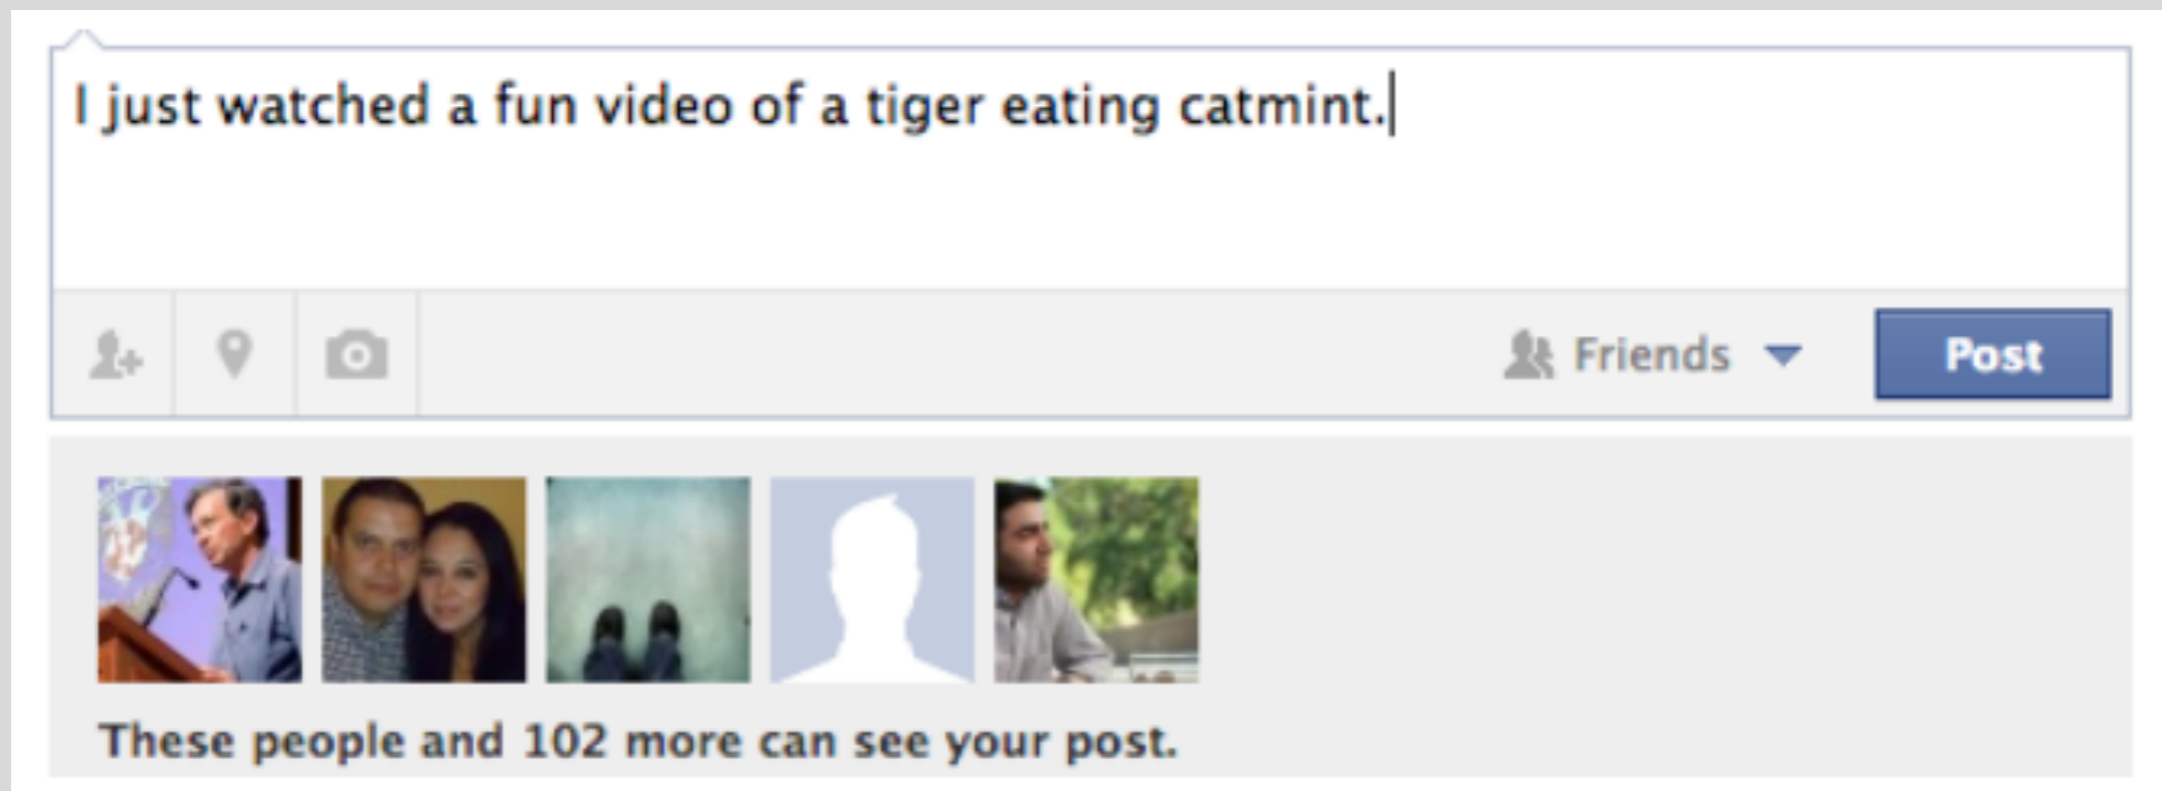 I just watched a fun video of a tiger eating catmint.
Friends
Post
These people and 102 more can see your post.